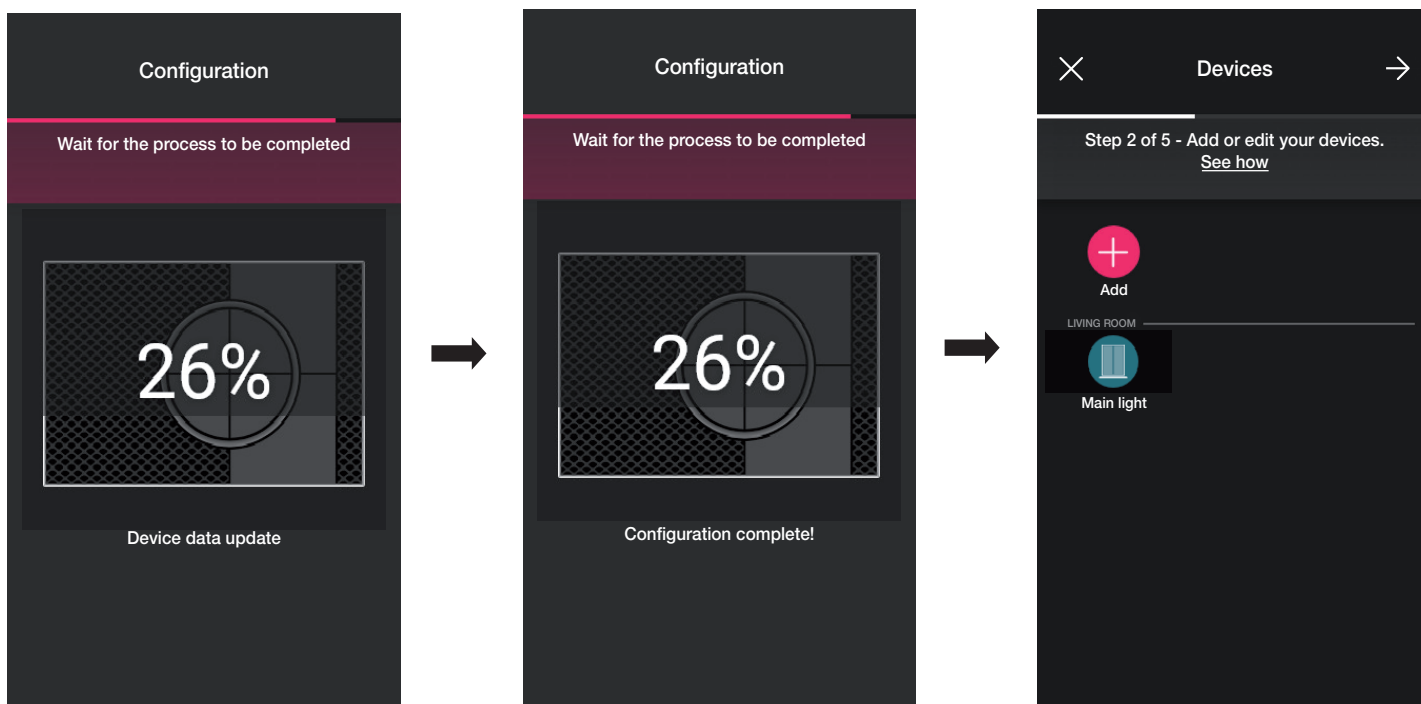 Configuration
Wait for the process to be completed
26%
Device data update
Configuration
Wait for the process to be completed
26%
Configuration complete!
Devices
Step 2 of 5 - Add or edit your devices.
See how
Add
LIVING ROOM
Main light